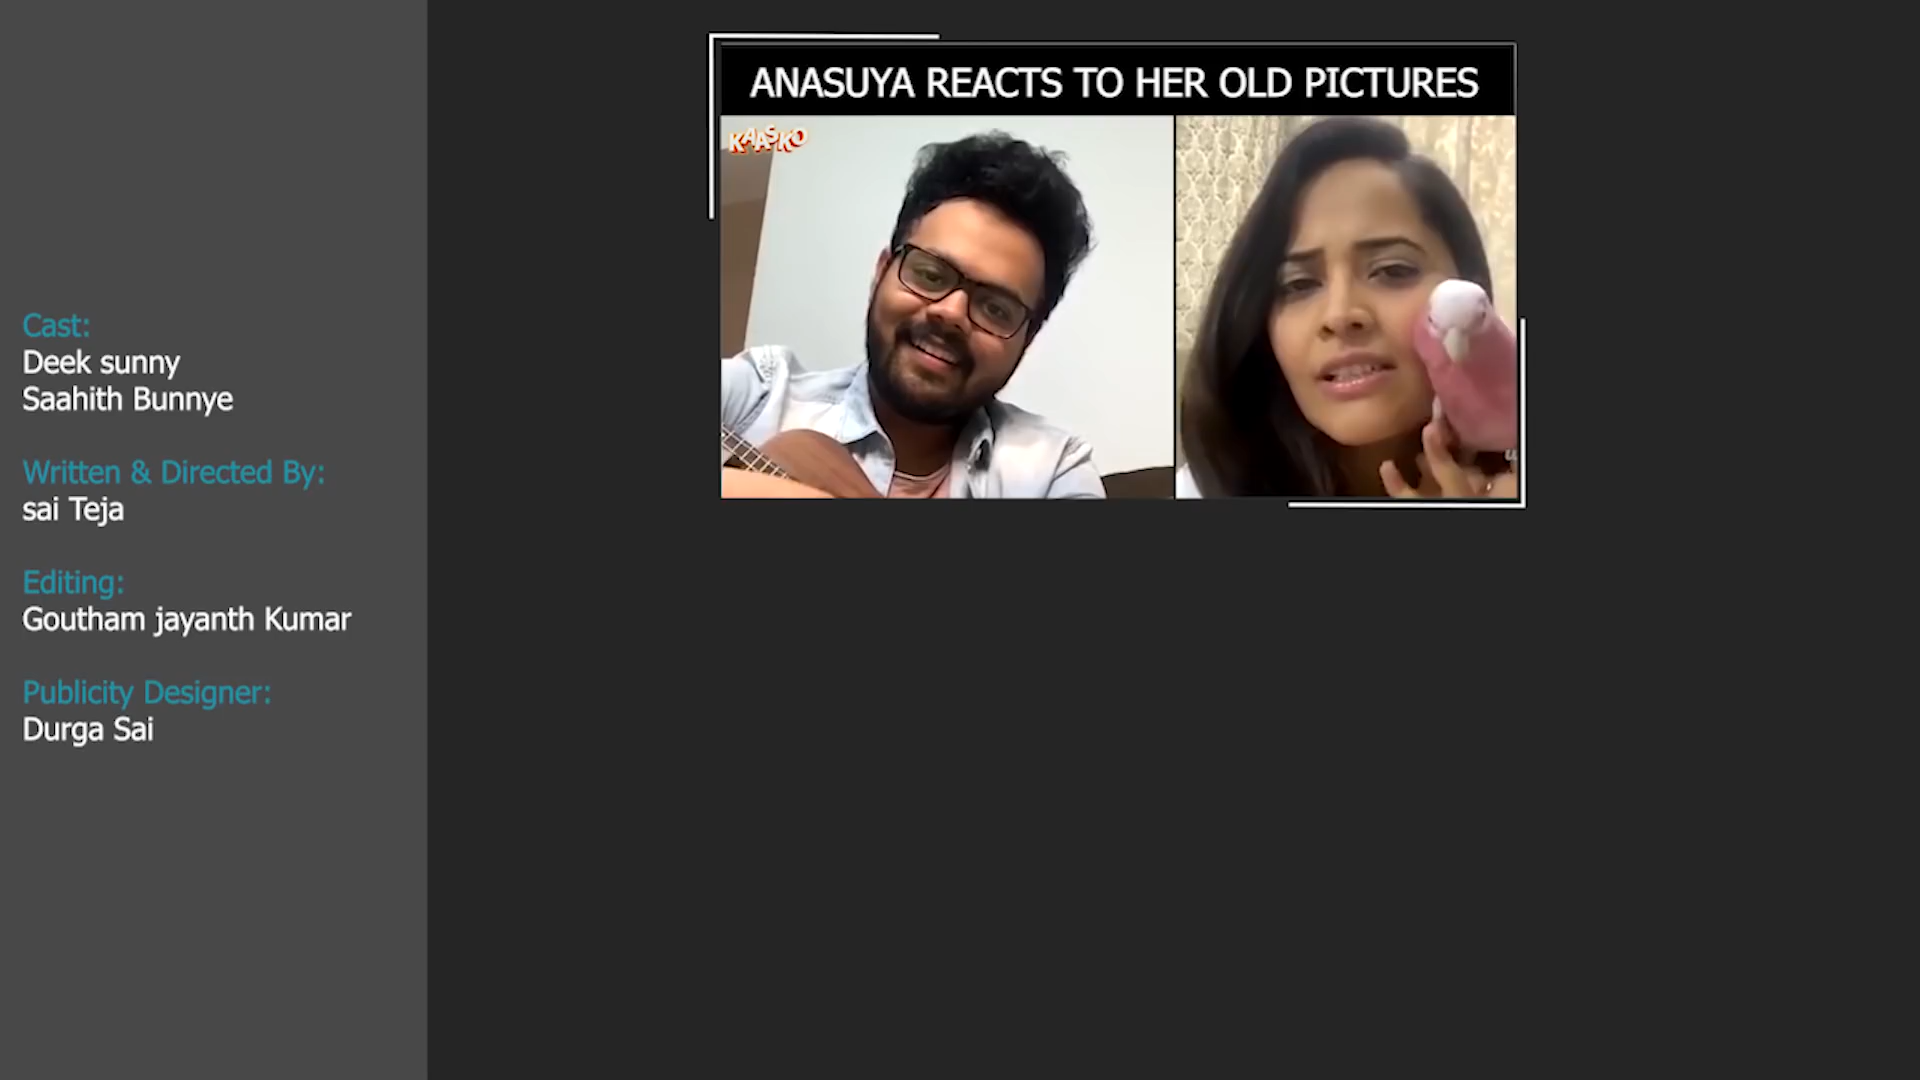 Cast:
Deek sunny
Saahith Bunnye
Written & Directed By:
sai Teja
Editing:
Goutham jayanth Kumar
Publicity Designer:
Durga Sai
ANASUYA REACTS TO HER OLD PICTURES
KAASKO